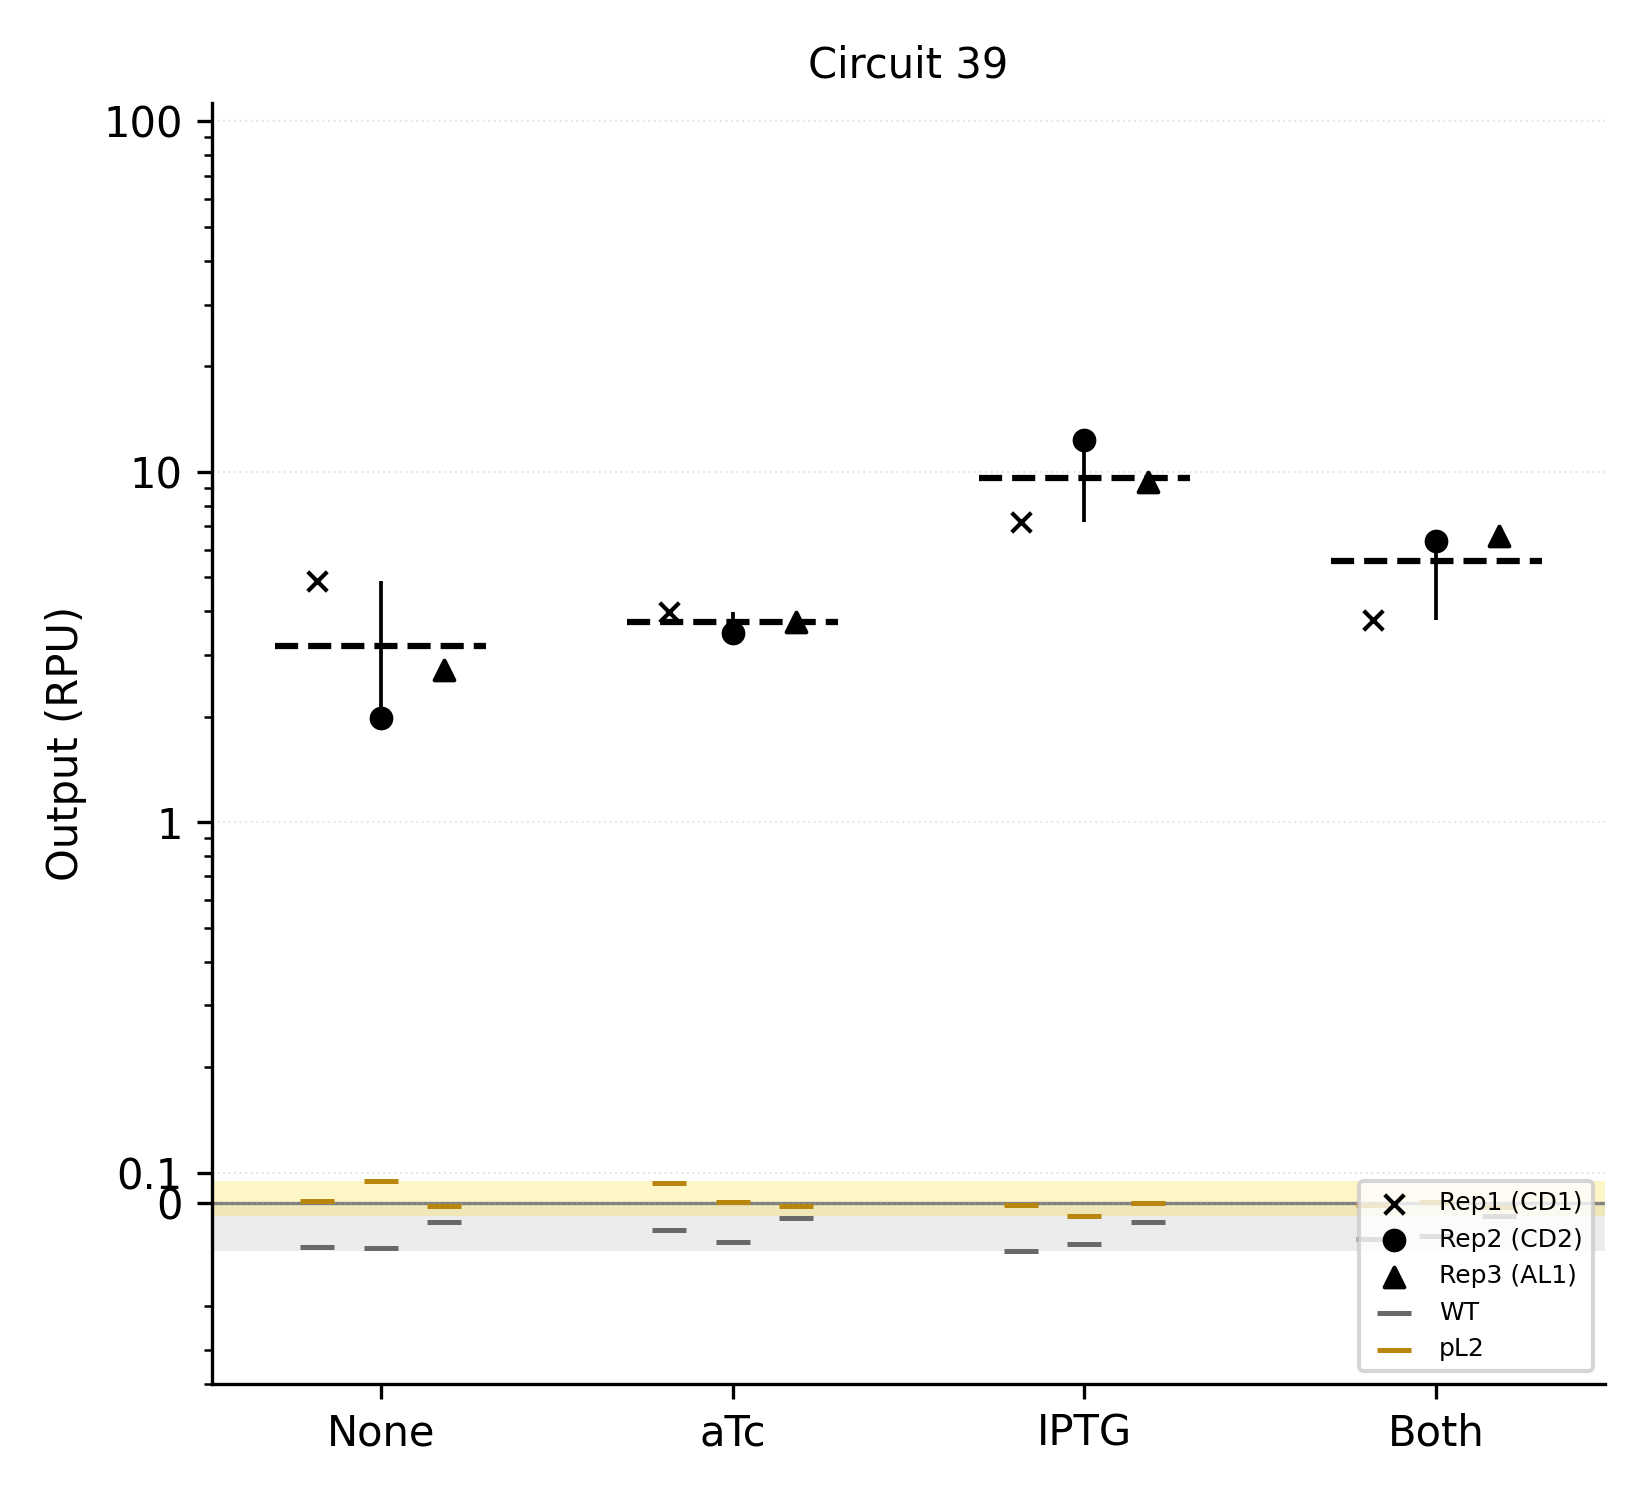 Circuit 39
100
10
1
0.1
0
Output (RPU)
None
aTc
IPTG
Both
Rep1 (CD1)
Rep2 (CD2)
Rep3 (AL1)
WT
pL2